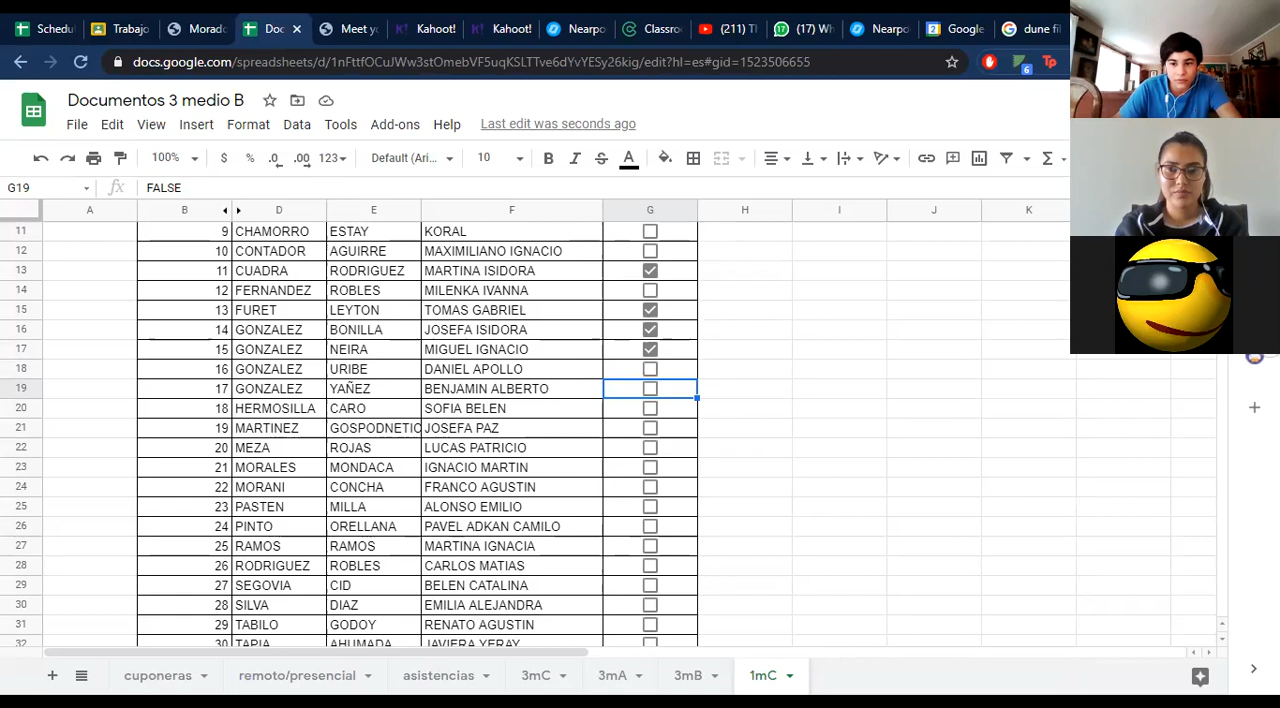 Schedu Trabajo Morado Doc Meet y Kahoot! Kahoot! Nearpo Classro (211) T (17) Wh Nearpo Google dune fi
docs.google.com/spreadsheets/d/1nFttfOCuJWw3stOmebVF5uqKSLTTve6dYvYESy26kig/edit?hl=es#gid=1523506655 6 Tp
Documentos 3 medio B
File Edit View Insert Format Data Tools Add-ons Help Last edit was seconds ago
100% $ % .0 .00 123 Default (Ari... 10 B I S A Σ
G19 fx FALSE
A B D E F G H I J K
11 9 CHAMORRO ESTAY KORAL
12 10 CONTADOR AGUIRRE MAXIMILIANO IGNACIO
13 11 CUADRA RODRIGUEZ MARTINA ISIDORA
14 12 FERNANDEZ ROBLES MILENKA IVANNA
15 13 FURET LEYTON TOMAS GABRIEL
16 14 GONZALEZ BONILLA JOSEFA ISIDORA
17 15 GONZALEZ NEIRA MIGUEL IGNACIO
18 16 GONZALEZ URIBE DANIEL APOLLO
19 17 GONZALEZ YAÑEZ BENJAMIN ALBERTO
20 18 HERMOSILLA CARO SOFIA BELEN
21 19 MARTINEZ GOSPODNETIC JOSEFA PAZ
22 20 MEZA ROJAS LUCAS PATRICIO
23 21 MORALES MONDACA IGNACIO MARTIN
24 22 MORANI CONCHA FRANCO AGUSTIN
25 23 PASTEN MILLA ALONSO EMILIO
26 24 PINTO ORELLANA PAVEL ADKAN CAMILO
27 25 RAMOS RAMOS MARTINA IGNACIA
28 26 RODRIGUEZ ROBLES CARLOS MATIAS
29 27 SEGOVIA CID BELEN CATALINA
30 28 SILVA DIAZ EMILIA ALEJANDRA
31 29 TABILO GODOY RENATO AGUSTIN
32 30 TAPIA AHUMADA JAVIERA YERAY
cuponeras remoto/presencial asistencias 3mC 3mA 3mB 1mC